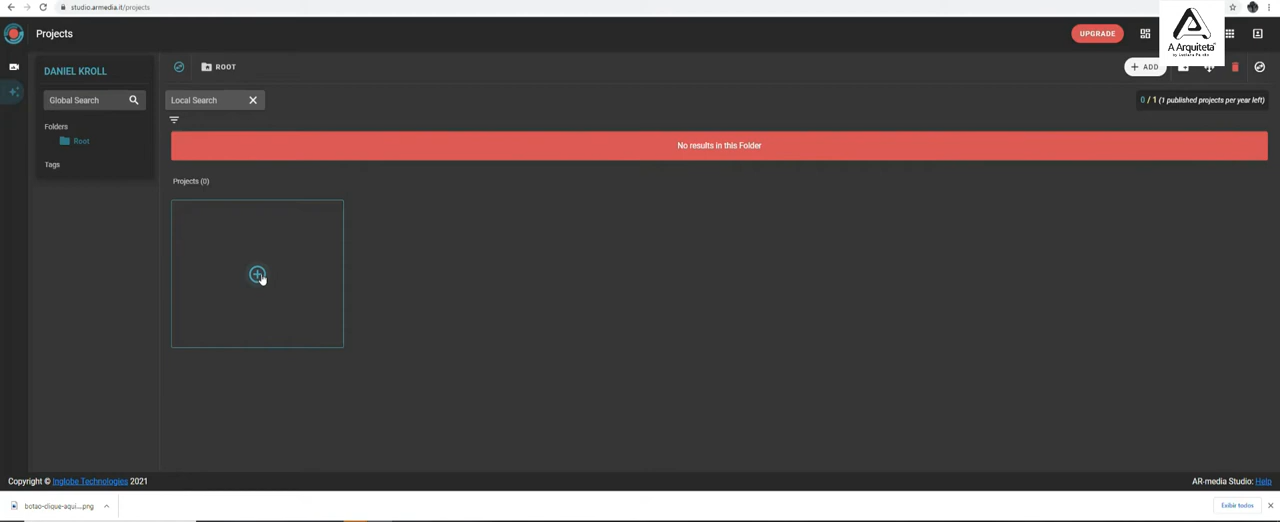 studio.armedia.it/projects
Projects
UPGRADE
A Arquiteta
DANIEL KROLL
ROOT
ADD
Global Search
Local Search
0 / 1 (1 published projects per year left)
Folders
Root
No results in this Folder
Tags
Projects (0)
Copyright © Inglobe Technologies 2021
AR-media Studio: Help
botao-clique-aqui....png
Exibir todos